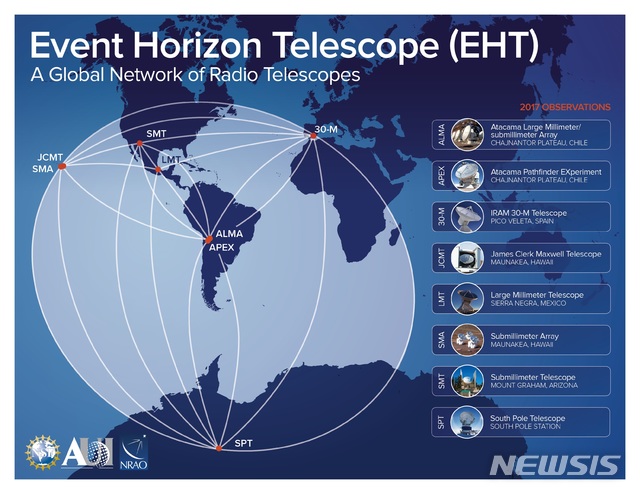 Event Horizon Telescope (EHT)
A Global Network of Radio Telescopes
2017 OBSERVATIONS
SMT
30-M
JCMT
SMA
LMT
ALMA
APEX
SPT
ALMA
Atacama Large Millimeter/
submillimeter Array
CHAJNANTOR PLATEAU, CHILE
APEX
Atacama Pathfinder EXperiment
CHAJNANTOR PLATEAU, CHILE
30-M
IRAM 30-M Telescope
PICO VELETA, SPAIN
JCMT
James Clerk Maxwell Telescope
MAUNAKEA, HAWAII
LMT
Large Millimeter Telescope
SIERRA NEGRA, MEXICO
SMA
Submillimeter Array
MAUNAKEA, HAWAII
SMT
Submillimeter Telescope
MOUNT GRAHAM, ARIZONA
SPT
South Pole Telescope
SOUTH POLE STATION
AUI
NRAO
NEWSIS